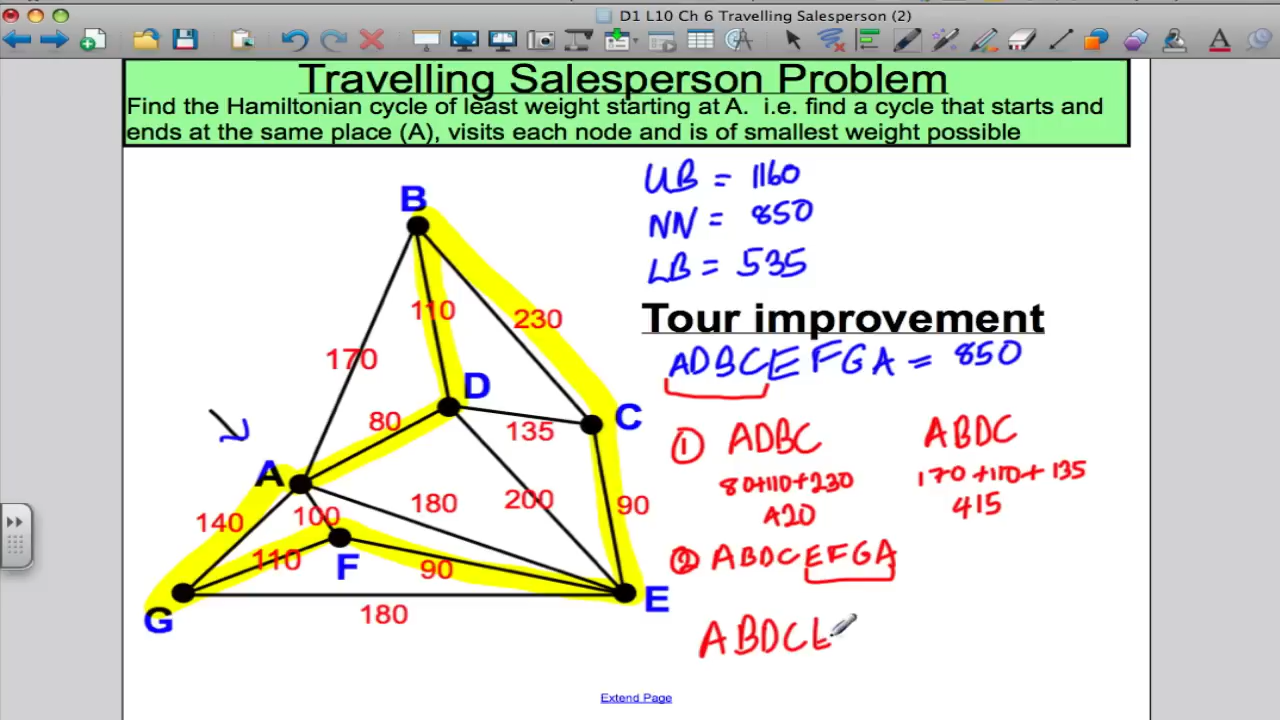 D1 L10 Ch 6 Travelling Salesperson (2)
Travelling Salesperson Problem
Find the Hamiltonian cycle of least weight starting at A. i.e. find a cycle that starts and
ends at the same place (A), visits each node and is of smallest weight possible
UB = 1160
NN = 850
LB = 535
B
110
230
170
D
80
C
135
A
180
200
90
140
100
110
F
90
G
E
180
Tour improvement
ADBCEFGA = 850
① ADBC ABDC
80+110+230 170+110+135
420 415
② ABDCEFGA
ABDCE
Extend Page
A